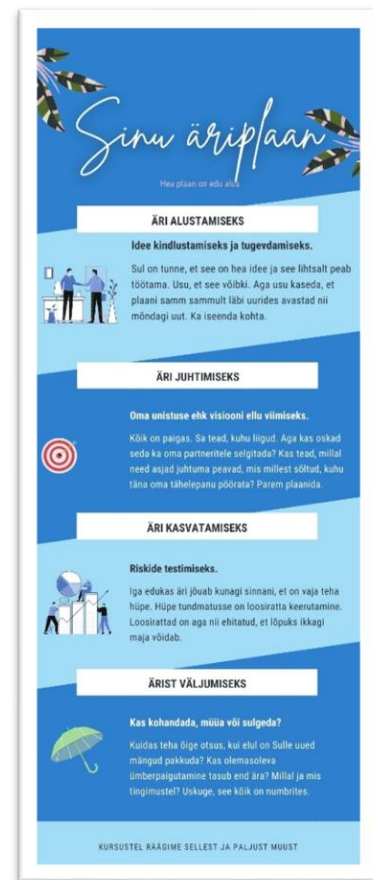 Sinu äriplaan
Hea plaan on edu alus
ÄRI ALUSTAMISEKS
Idee kindlustamiseks ja tugevdamiseks.
Sul on tunne, et see on hea idee ja see lihtsalt peab
töötama. Usu, et see võibki. Aga usu kaseda, et
plaani samm sammult läbi uurides avastad nii
mõndagi uut. Ka iseenda kohta.
ÄRI JUHTIMISEKS
Oma unistuse ehk visiooni ellu viimiseks.
Kõik on paigas. Sa tead, kuhu liigud. Aga kas oskad
seda ka oma partneritele selgitada? Kas tead, millal
need asjad juhtuma peavad, mis millest sõltud, kuhu
täna oma tähelepanu pöörata? Parem plaanida.
ÄRI KASVATAMISEKS
Riskide testimiseks.
Iga edukas äri jõuab kunagi sinnani, et on vaja teha
hüpe. Hüpe tundmatusse on loosiratta keerutamine.
Loosirattad on aga nii ehitatud, et lõpuks ikkagi
maja võidab.
ÄRIST VÄLJUMISEKS
Kas kohandada, müüa või sulgeda?
Kuidas teha õige otsus, kui elul on Sulle uued
mängud pakkuda? Kas olemasoleva
ümberpaigutamine tasub end ära? Millal ja mis
tingimustel? Uskuge, see kõik on numbrites.
KURSUSTEL RÄÄGIME SELLEST JA PALJUST MUUST